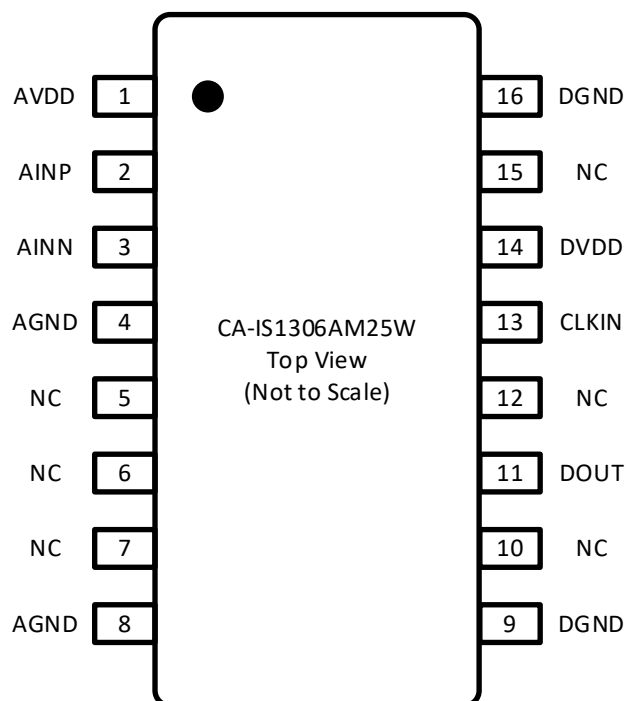 AVDD 1 16 DGND
AINP 2 15 NC
AINN 3 14 DVDD
AGND 4 13 CLKIN
CA-IS1306AM25W
Top View
(Not to Scale)
NC 5 12 NC
NC 6 11 DOUT
NC 7 10 NC
AGND 8 9 DGND